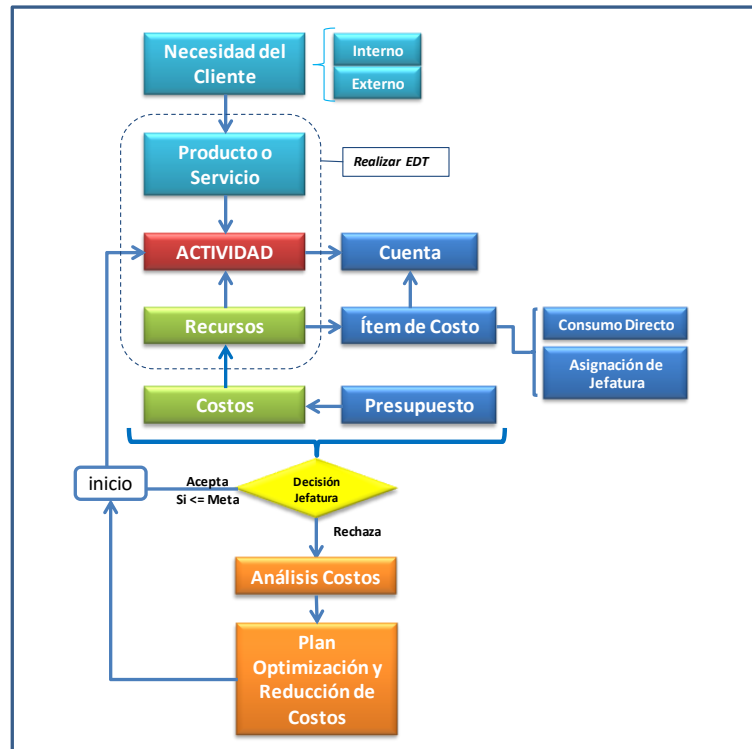 Necesidad del
Cliente
Interno
Externo
Producto o
Servicio
Realizar EDT
ACTIVIDAD
Cuenta
Recursos
Ítem de Costo
Consumo Directo
Asignación de
Jefatura
Costos
Presupuesto
inicio
Acepta
Si <= Meta
Decisión
Jefatura
Rechaza
Análisis Costos
Plan
Optimización y
Reducción de
Costos